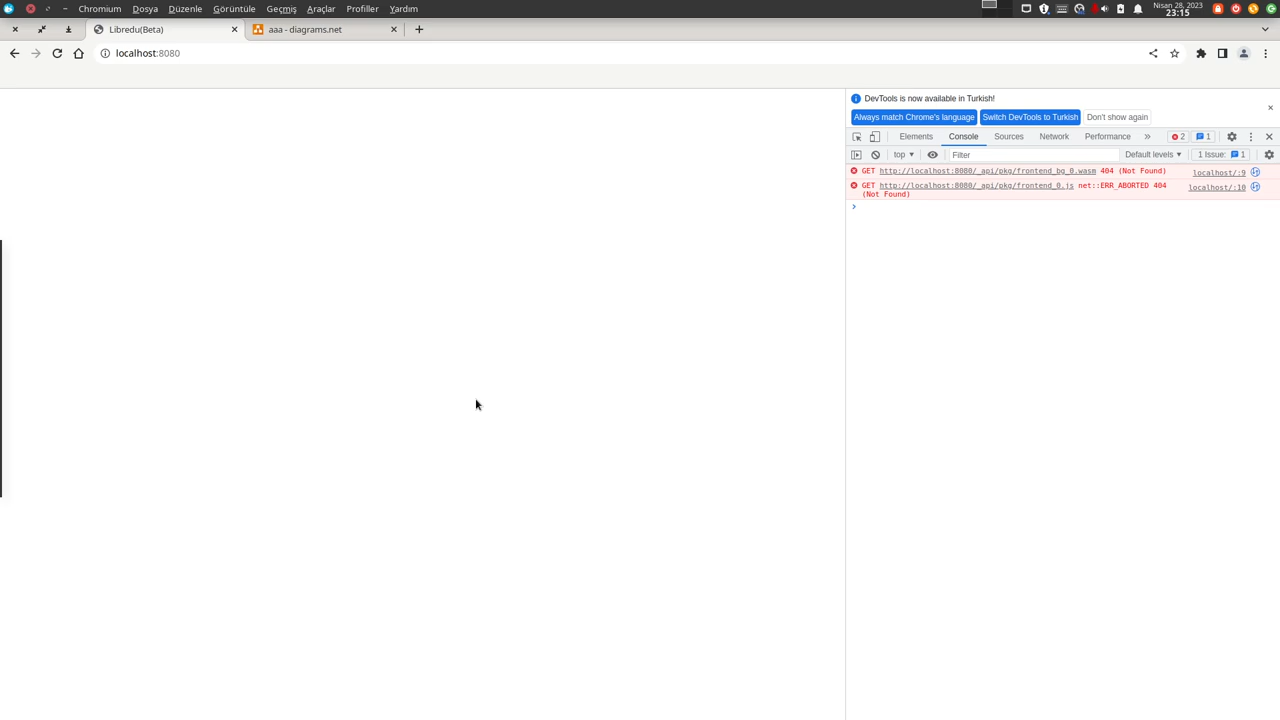 Chromium Dosya Düzenle Görüntüle Geçmiş Araçlar Profiller Yardım
Nisan 28, 2023
23:15
Libredu(Beta)
aaa - diagrams.net
localhost:8080
DevTools is now available in Turkish!
Always match Chrome's language Switch DevTools to Turkish Don't show again
Elements Console Sources Network Performance » 2 1
top ▼ Filter Default levels ▼ 1 Issue: 1
GET http://localhost:8080/_api/pkg/frontend_bg_0.wasm 404 (Not Found) localhost/:9
GET http://localhost:8080/_api/pkg/frontend_0.js net::ERR_ABORTED 404 localhost/:10
(Not Found)